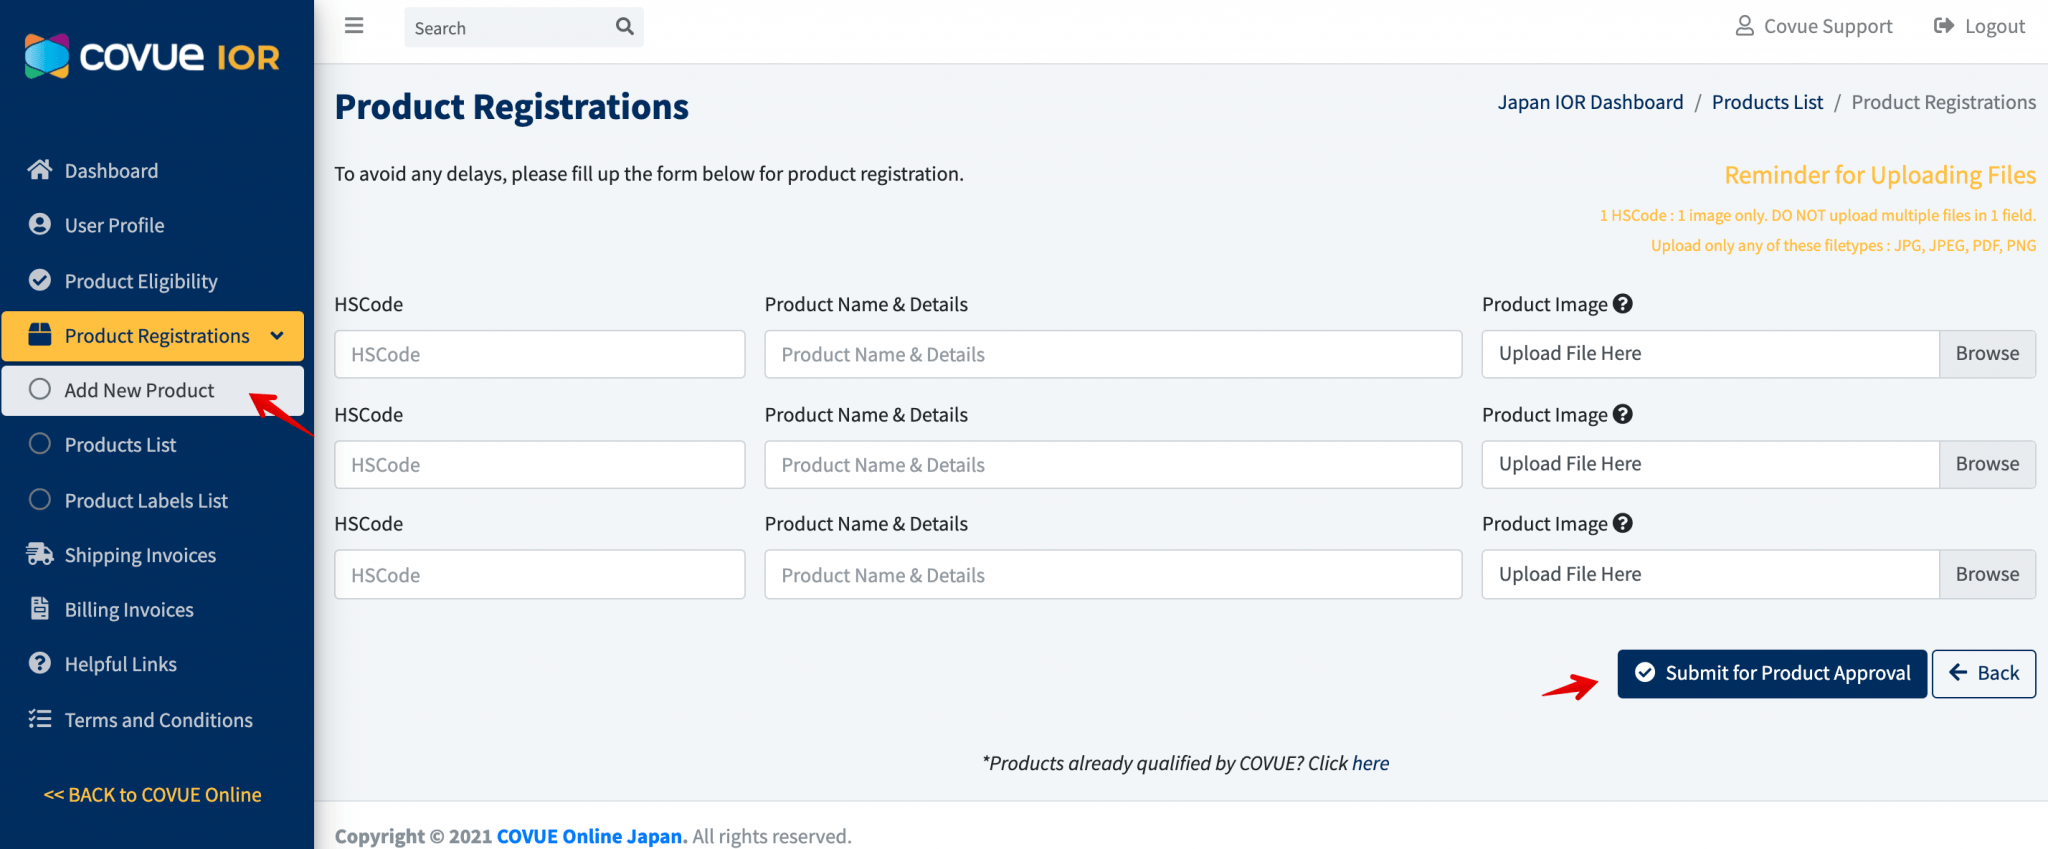 COVUE IOR
Search
Covue Support
Logout
Product Registrations
Japan IOR Dashboard / Products List / Product Registrations
To avoid any delays, please fill up the form below for product registration.
Reminder for Uploading Files
1 HSCode : 1 image only. DO NOT upload multiple files in 1 field.
Upload only any of these filetypes : JPG, JPEG, PDF, PNG
Dashboard
User Profile
Product Eligibility
Product Registrations
Add New Product
Products List
Product Labels List
Shipping Invoices
Billing Invoices
Helpful Links
Terms and Conditions
<< BACK to COVUE Online
HSCode Product Name & Details Product Image
HSCode Product Name & Details Upload File Here Browse
HSCode Product Name & Details Product Image
HSCode Product Name & Details Upload File Here Browse
HSCode Product Name & Details Product Image
HSCode Product Name & Details Upload File Here Browse
Submit for Product Approval Back
*Products already qualified by COVUE? Click here
Copyright © 2021 COVUE Online Japan. All rights reserved.